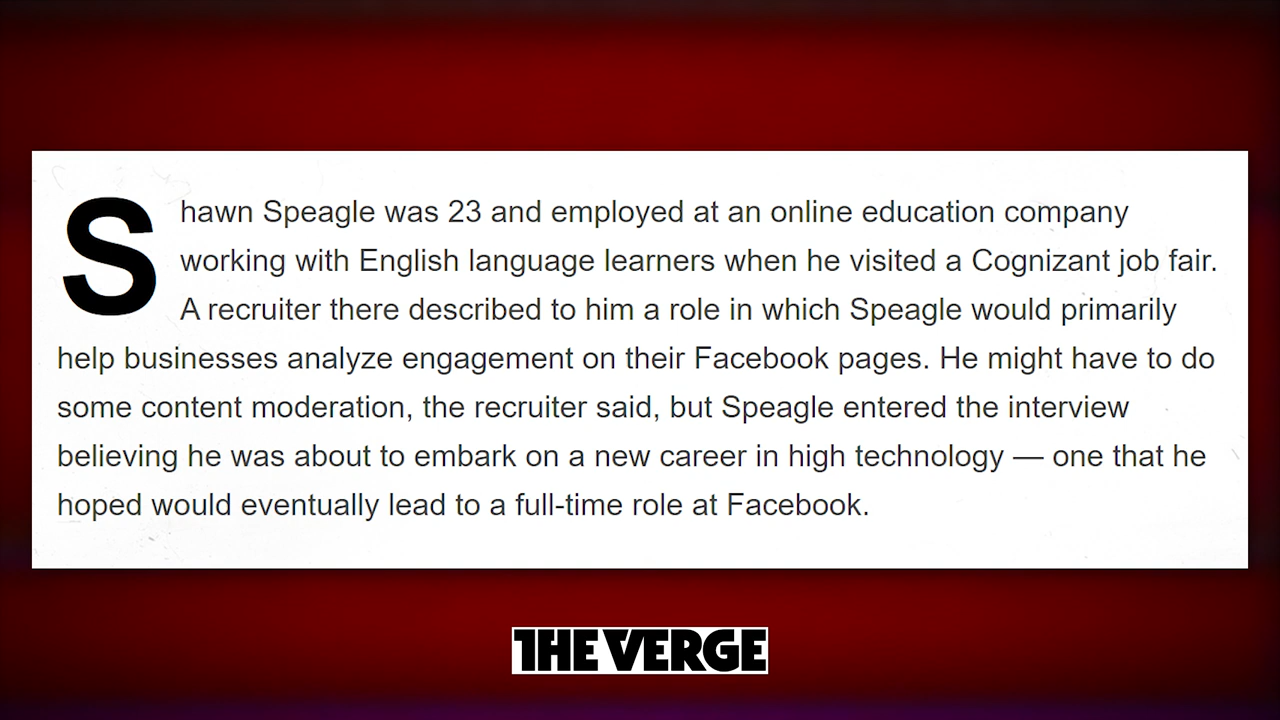 Shawn Speagle was 23 and employed at an online education company
working with English language learners when he visited a Cognizant job fair.
A recruiter there described to him a role in which Speagle would primarily
help businesses analyze engagement on their Facebook pages. He might have to do
some content moderation, the recruiter said, but Speagle entered the interview
believing he was about to embark on a new career in high technology — one that he
hoped would eventually lead to a full-time role at Facebook.
THE VERGE